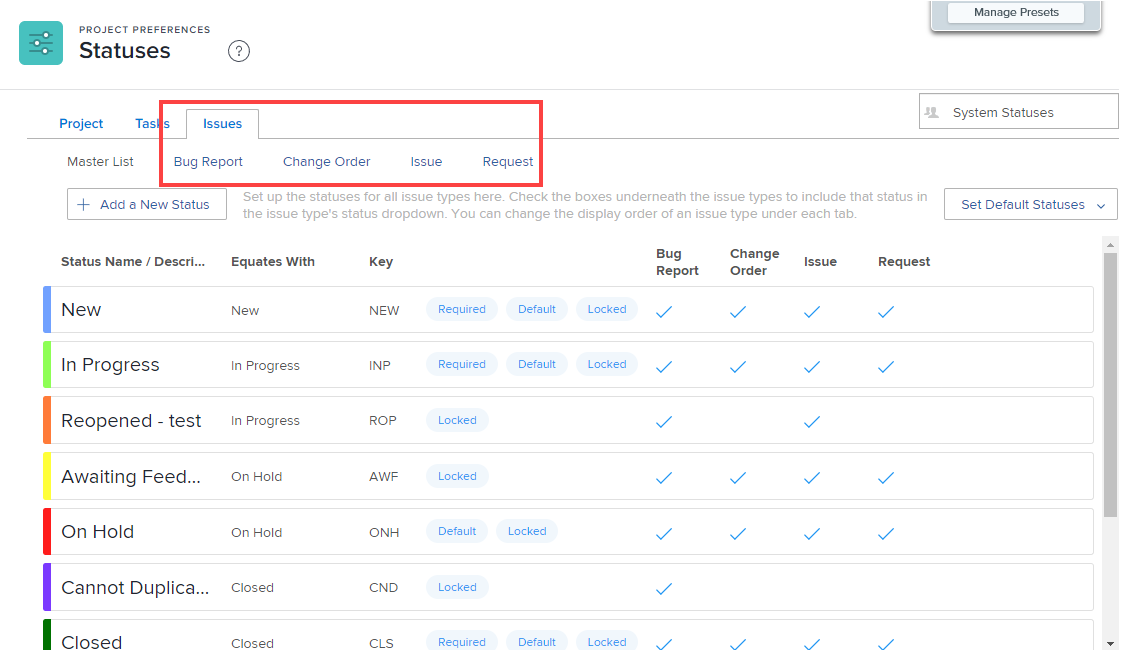 Manage Presets
PROJECT PREFERENCES
Statuses
?
Project Tasks Issues
System Statuses
Master List Bug Report Change Order Issue Request
Add a New Status
Set up the statuses for all issue types here. Check the boxes underneath the issue types to include that status in
the issue type's status dropdown. You can change the display order of an issue type under each tab.
Set Default Statuses
Status Name / Descri... Equates With Key Bug Report Change Order Issue Request
New New NEW Required Default Locked
In Progress In Progress INP Required Default Locked
Reopened - test In Progress ROP Locked
Awaiting Feed... On Hold AWF Locked
On Hold On Hold ONH Default Locked
Cannot Duplica... Closed CND Locked
Closed Closed CLS Required Default Locked